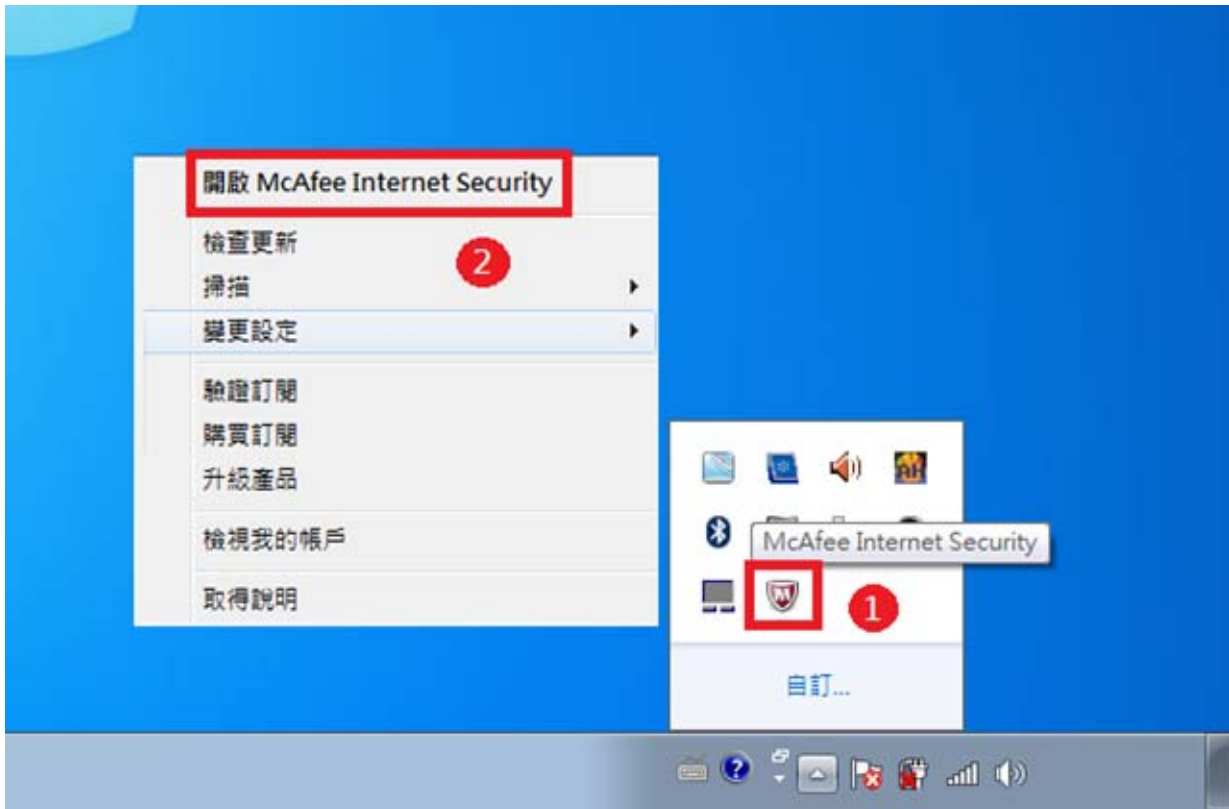 開啟 McAfee Internet Security
檢查更新
2
掃描
變更設定
驗證訂閱
購買訂閱
升級產品
檢視我的帳戶
取得說明
McAfee Internet Security
1
自訂...